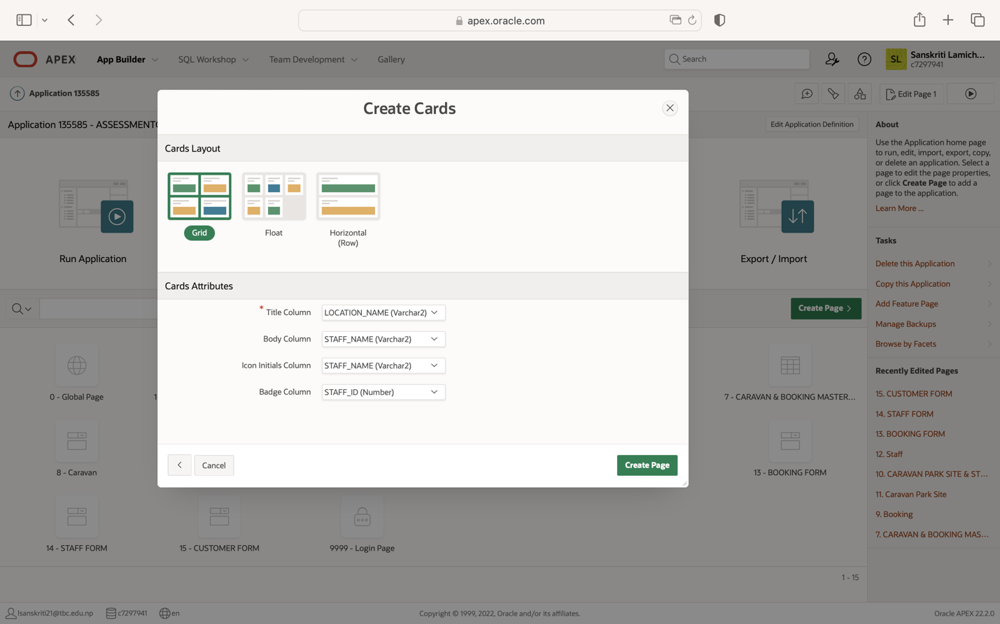 apex.oracle.com
APEX
App Builder
SQL Workshop
Team Development
Gallery
Search
SL
Sanskriti Lamich...
c7297941
Application 135585
Edit Page 1
Application 135585 - ASSESSMENT
Edit Application Definition
Run Application
Export / Import
Create Page >
0 - Global Page
1
7 - CARAVAN & BOOKING MASTER...
8 - Caravan
13 - BOOKING FORM
14 - STAFF FORM
15 - CUSTOMER FORM
9999 - Login Page
1 - 15
Create Cards
Cards Layout
Grid
Float
Horizontal
(Row)
Cards Attributes
* Title Column
LOCATION_NAME (Varchar2)
Body Column
STAFF_NAME (Varchar2)
Icon Initials Column
STAFF_NAME (Varchar2)
Badge Column
STAFF_ID (Number)
Cancel
Create Page
About
Use the Application home page
to run, edit, import, export, copy,
or delete an application. Select a
page to edit the page properties,
or click Create Page to add a
page to the application.
Learn More ...
Tasks
Delete this Application
Copy this Application
Add Feature Page
Manage Backups
Browse by Facets
Recently Edited Pages
15. CUSTOMER FORM
14. STAFF FORM
13. BOOKING FORM
12. Staff
10. CARAVAN PARK SITE & ST...
11. Caravan Park Site
9. Booking
7. CARAVAN & BOOKING MAS...
lsanskriti21@tbc.edu.np
c7297941
en
Copyright © 1999, 2022, Oracle and/or its affiliates.
Oracle APEX 22.2.0